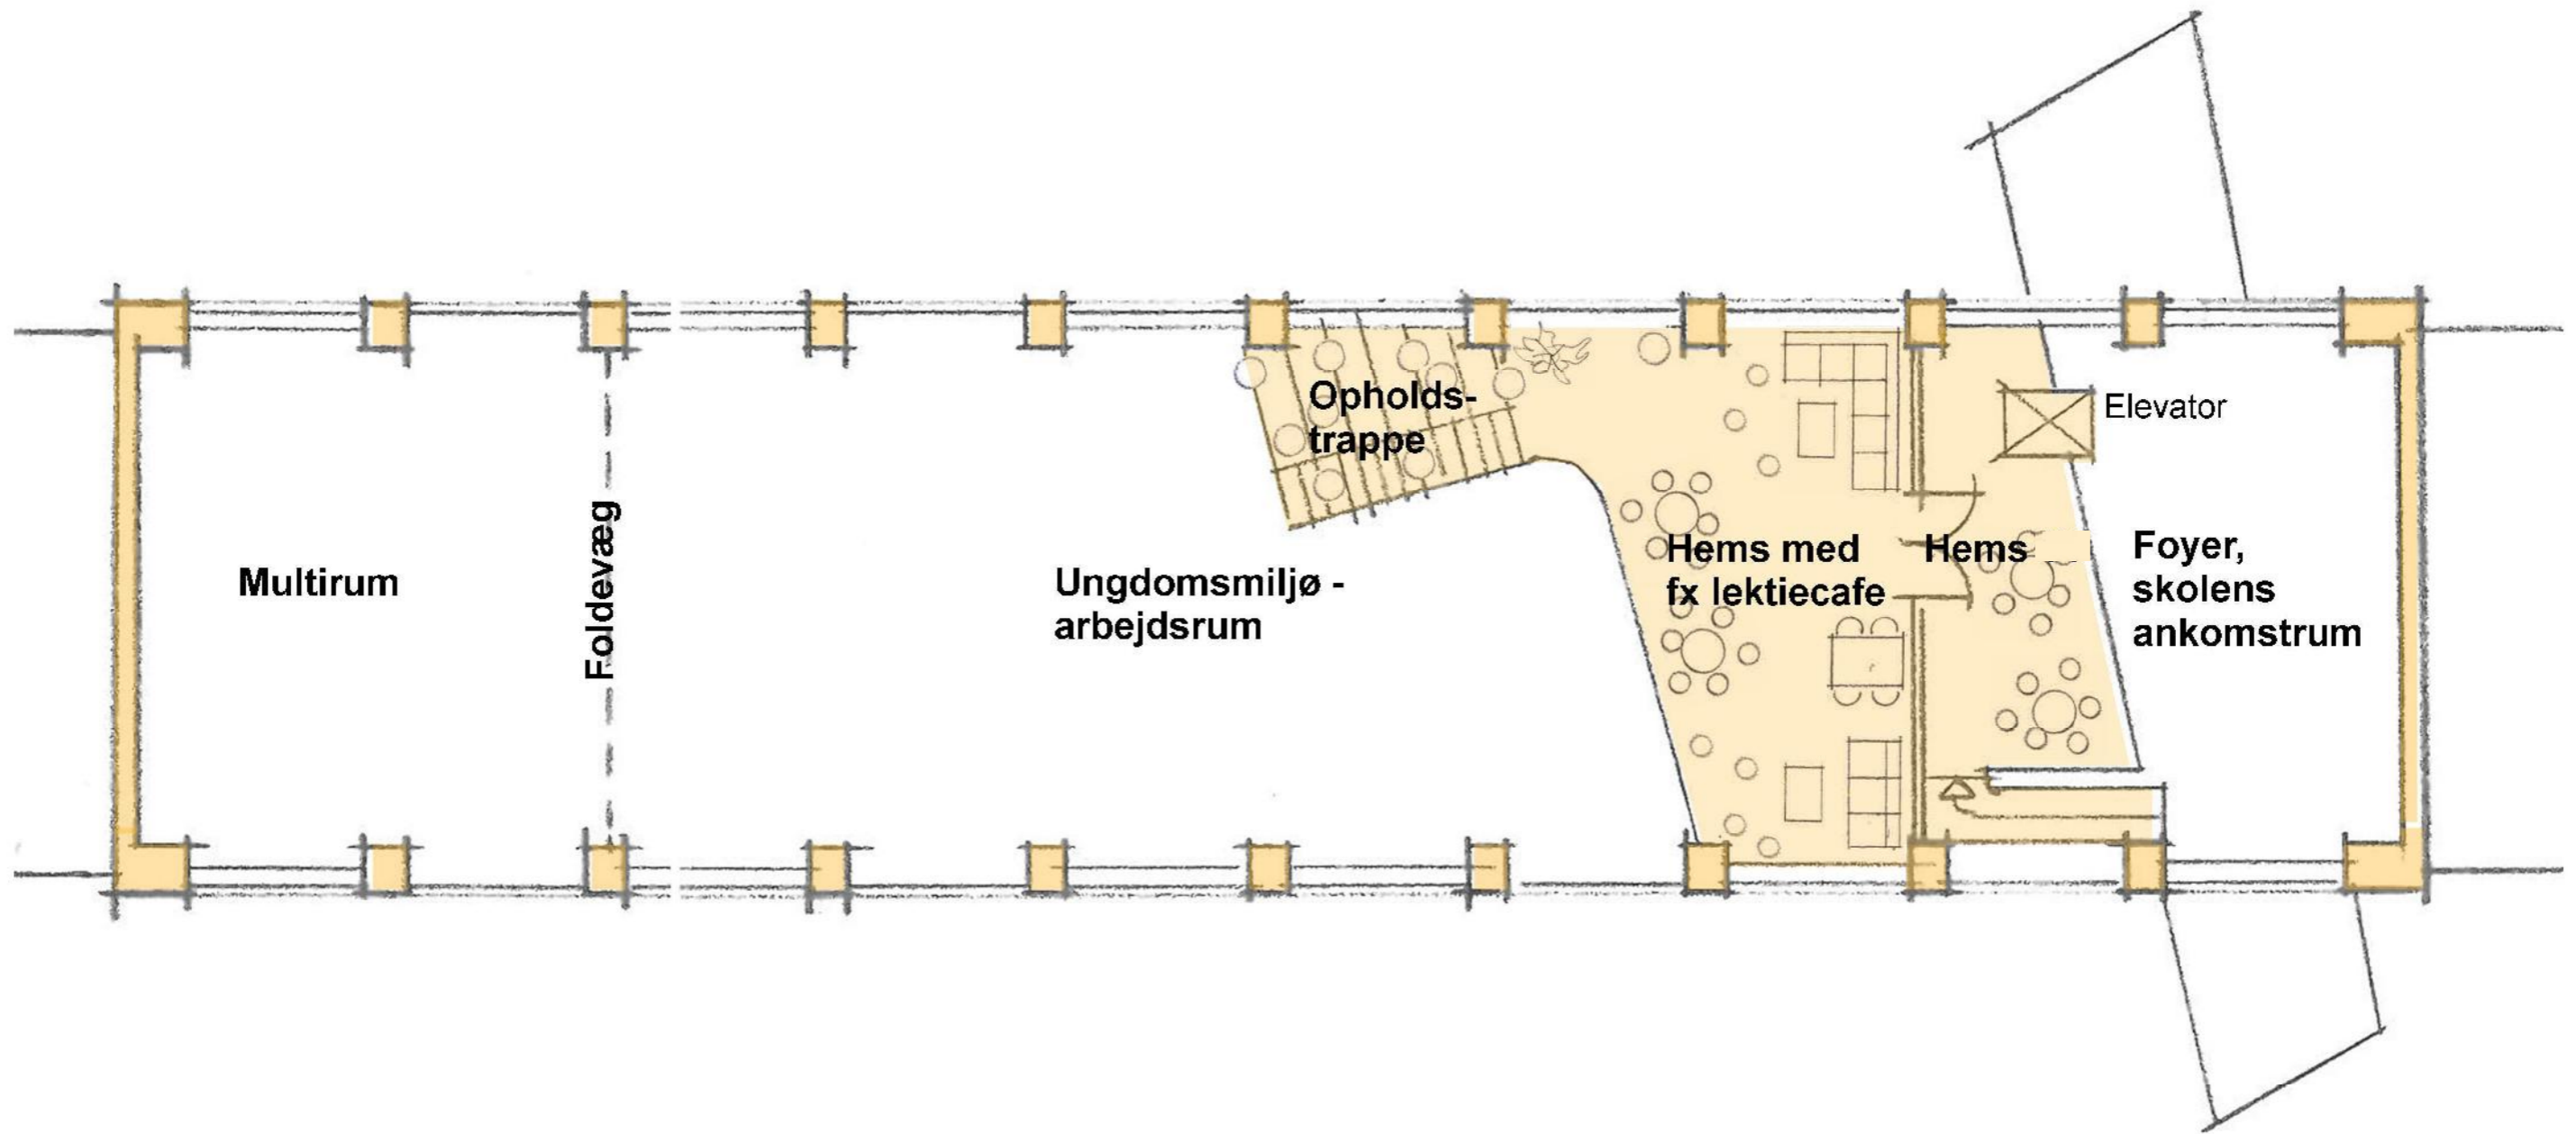 Multirum
Foldevæg
Ungdomsmiljø -
arbejdsrum
Opholds-
trappe
Hems med
fx lektiecafe
Hems
Elevator
Foyer,
skolens
ankomstrum